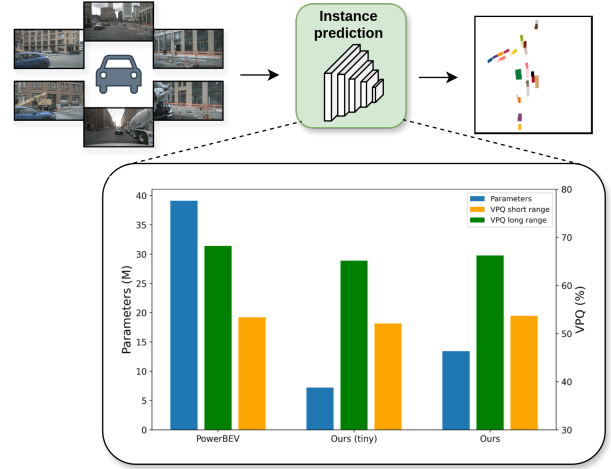 Instance
prediction
Parameters
VPQ short range
VPQ long range
Parameters (M)
40
35
30
25
20
15
10
5
0
80
70
60
50
40
30
VPQ (%)
PowerBEV
Ours (tiny)
Ours